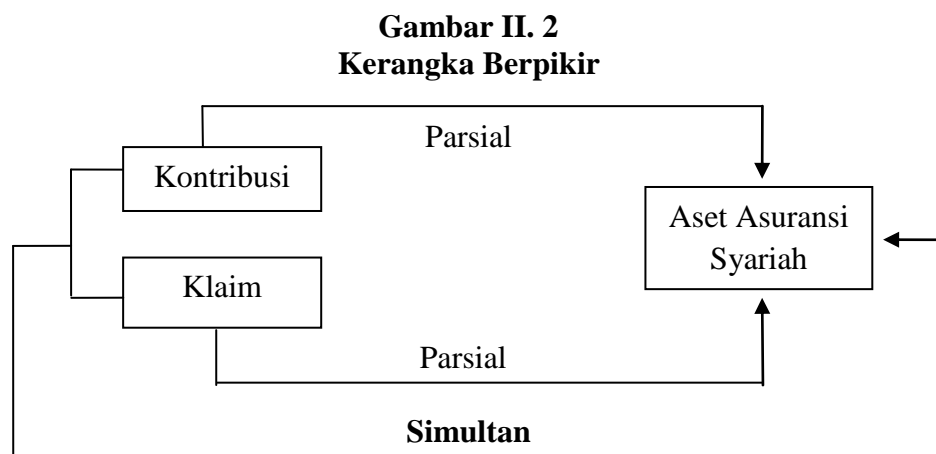 Gambar II. 2
Kerangka Berpikir
Parsial
Kontribusi
Aset Asuransi
Syariah
Klaim
Parsial
Simultan